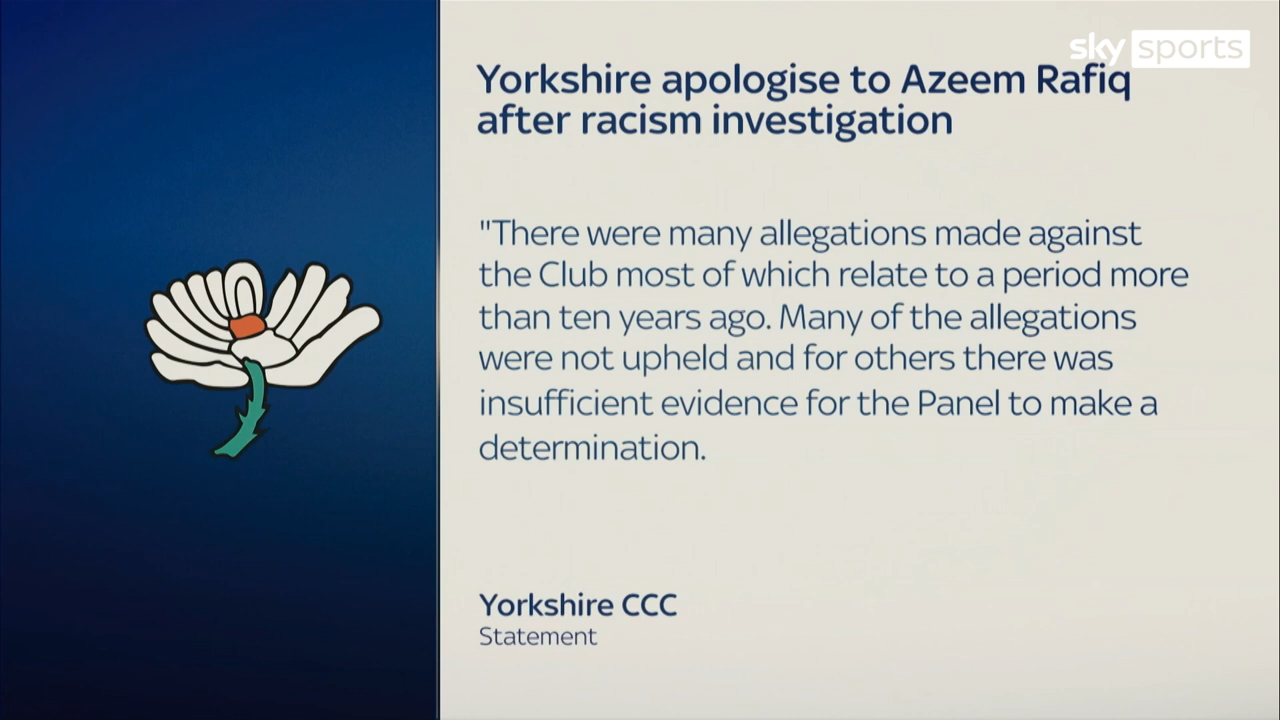 sky sports
Yorkshire apologise to Azeem Rafiq
after racism investigation
"There were many allegations made against
the Club most of which relate to a period more
than ten years ago. Many of the allegations
were not upheld and for others there was
insufficient evidence for the Panel to make a
determination.
Yorkshire CCC
Statement